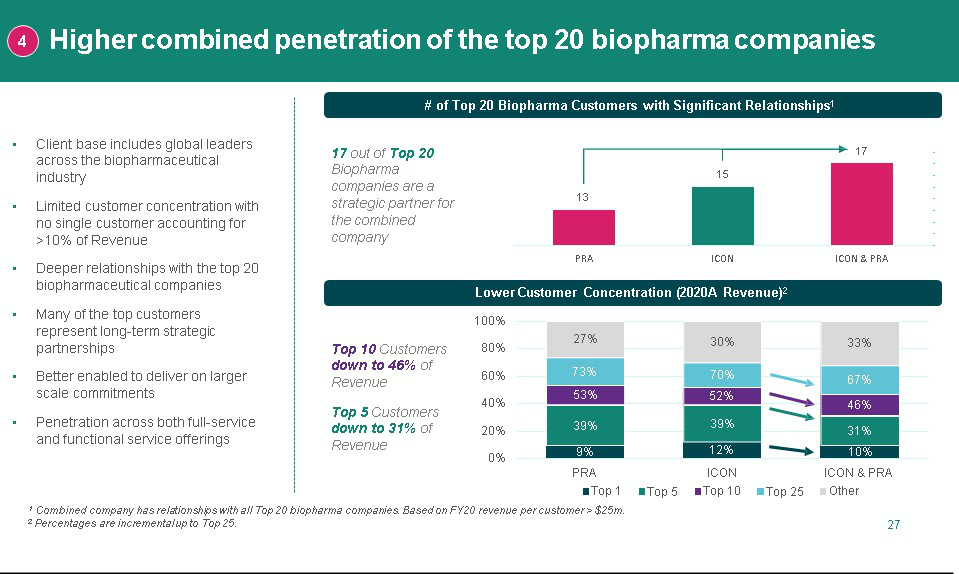 4
Higher combined penetration of the top 20 biopharma companies
• Client base includes global leaders
across the biopharmaceutical
industry
• Limited customer concentration with
no single customer accounting for
>10% of Revenue
• Deeper relationships with the top 20
biopharmaceutical companies
• Many of the top customers
represent long-term strategic
partnerships
• Better enabled to deliver on larger
scale commitments
• Penetration across both full-service
and functional service offerings
# of Top 20 Biopharma Customers with Significant Relationships¹
17 out of Top 20
Biopharma
companies are a
strategic partner for
the combined
company
13
15
17
PRA ICON ICON & PRA
Lower Customer Concentration (2020A Revenue)²
Top 10 Customers
down to 46% of
Revenue
Top 5 Customers
down to 31% of
Revenue
100%
80%
60%
40%
20%
0%
27% 30% 33%
73% 70% 67%
53% 52% 46%
39% 39% 31%
9% 12% 10%
PRA ICON ICON & PRA
Top 1 Top 5 Top 10 Top 25 Other
¹ Combined company has relationships with all Top 20 biopharma companies. Based on FY20 revenue per customer > $25m.
² Percentages are incremental up to Top 25.
27